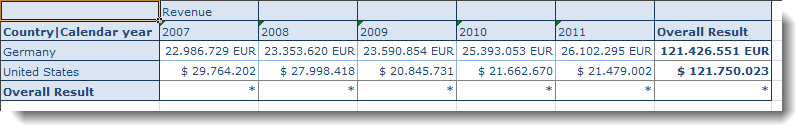 Revenue
Country|Calendar year 2007 2008 2009 2010 2011 Overall Result
Germany 22.986.729 EUR 23.353.620 EUR 23.590.854 EUR 25.393.053 EUR 26.102.295 EUR 121.426.551 EUR
United States $ 29.764.202 $ 27.998.418 $ 20.845.731 $ 21.662.670 $ 21.479.002 $ 121.750.023
Overall Result * * * * * *